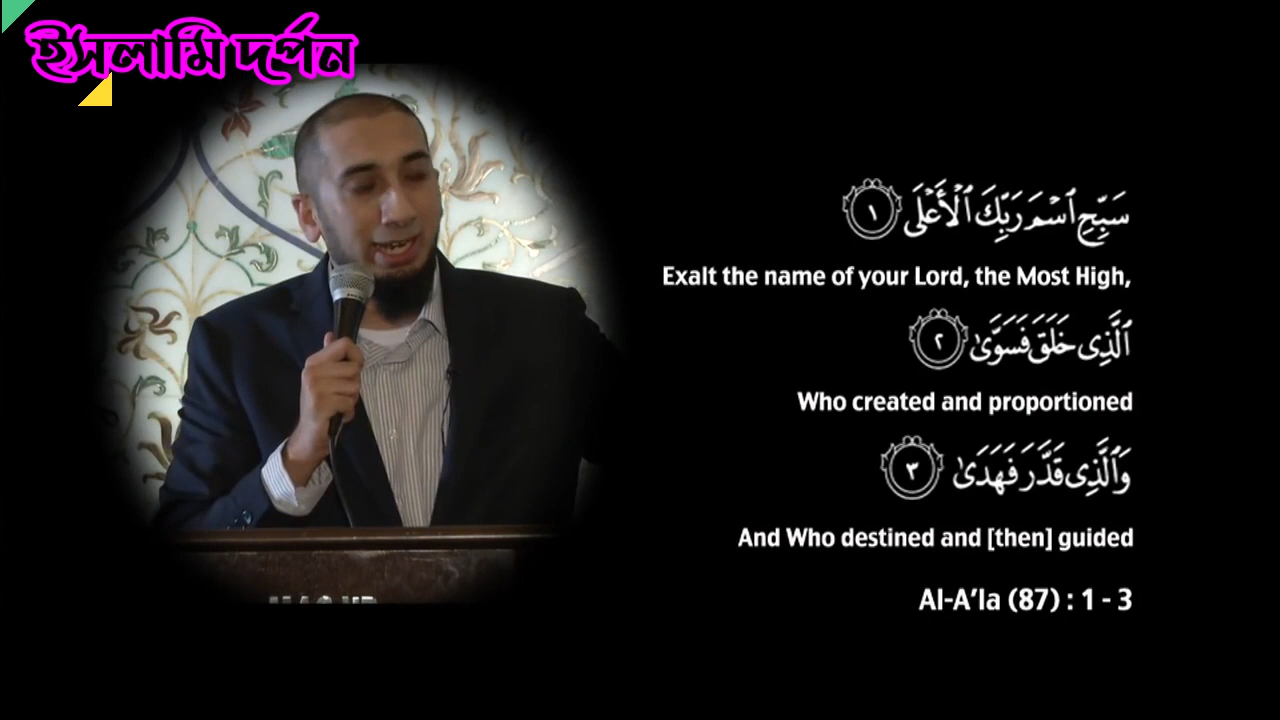 ইসলামি দর্পন
سَبِّحِ ٱسْمَ رَبِّكَ ٱلْأَعْلَى ١
Exalt the name of your Lord, the Most High,
ٱلَّذِى خَلَقَ فَسَوَّىٰ ٢
Who created and proportioned
وَٱلَّذِى قَدَّرَ فَهَدَىٰ ٣
And Who destined and [then] guided
Al-A’la (87) : 1 - 3